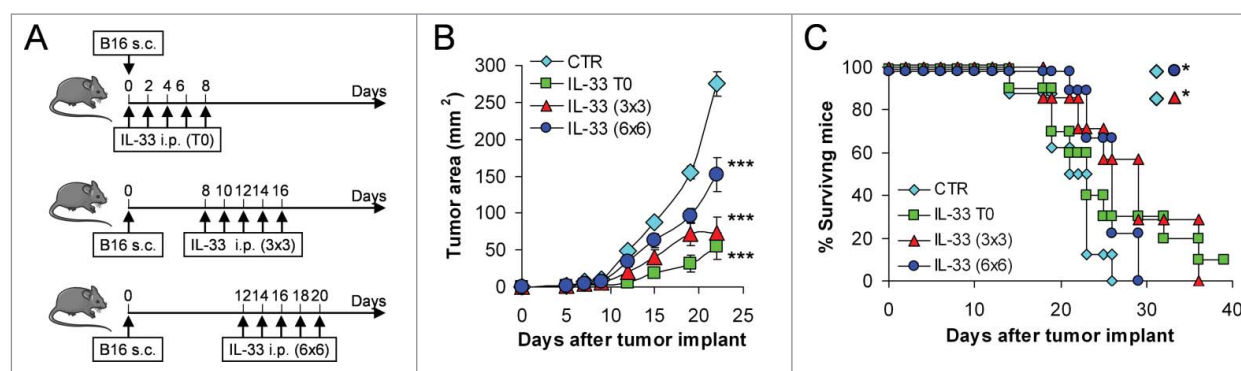 A
B16 s.c.
0 2 4 6 8
Days
IL-33 i.p. (T0)
0
8 10 12 14 16
Days
B16 s.c.
IL-33 i.p. (3x3)
0
12 14 16 18 20
Days
B16 s.c.
IL-33 i.p. (6x6)
B
CTR
IL-33 T0
IL-33 (3x3)
IL-33 (6x6)
Tumor area (mm²)
300
250
200
150
100
50
0
***
***
***
0 5 10 15 20 25
Days after tumor implant
C
% Survivng mice
100
80
60
40
20
0
*
*
CTR
IL-33 T0
IL-33 (3x3)
IL-33 (6x6)
0 10 20 30 40
Days after tumor implant